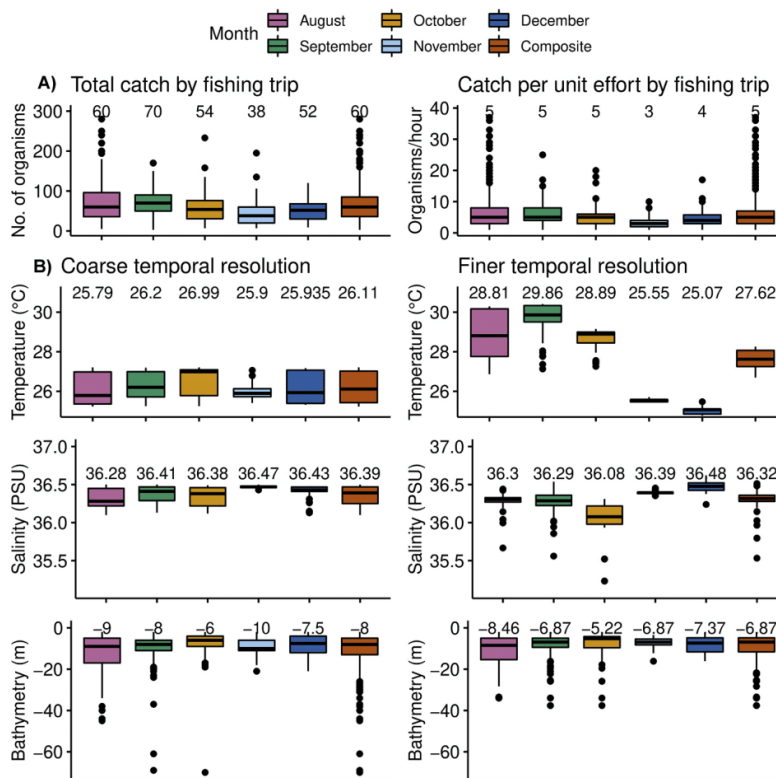 Month August October December
September November Composite
A) Total catch by fishing trip
No. of organisms
300
200
100
0
60 70 54 38 52 60
Catch per unit effort by fishing trip
Organisms/hour
40
30
20
10
0
5 5 5 3 4 5
B) Coarse temporal resolution
Temperature (°C)
30
28
26
25.79 26.2 26.99 25.9 25.935 26.11
Finer temporal resolution
Temperature (°C)
30
28
26
28.81 29.86 28.89 25.55 25.07 27.62
Salinity (PSU)
37.0
36.5
36.0
35.5
36.28 36.41 36.38 36.47 36.43 36.39
Salinity (PSU)
37.0
36.5
36.0
35.5
36.3 36.29 36.08 36.39 36.48 36.32
Bathymetry (m)
0
−20
−40
−60
−9 −8 −6 −10 −7.5 −8
Bathymetry (m)
0
−20
−40
−60
−8.46 −6.87 −5.22 −6.87 −7.37 −6.87